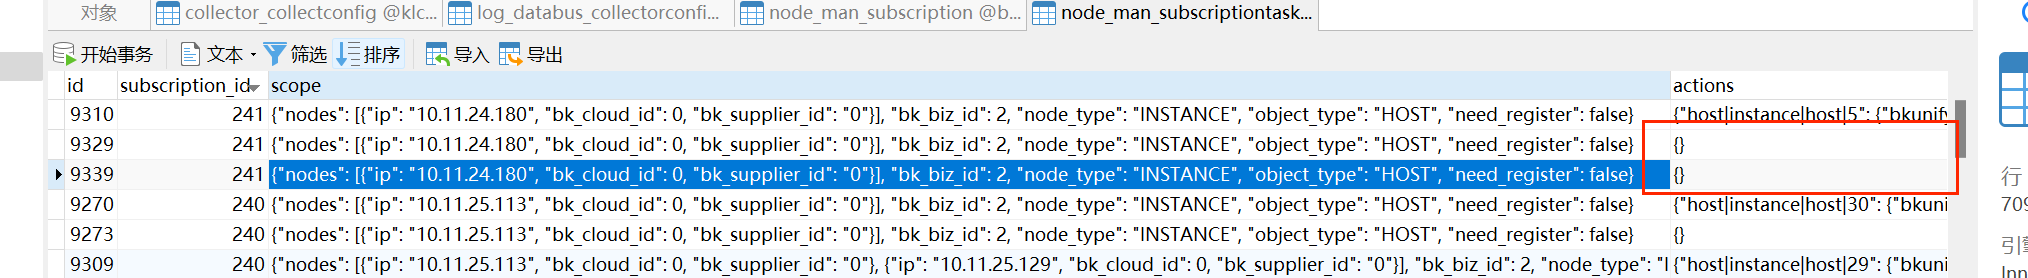 对象 collector_collectconfig @klc... log_databus_collectorconfi... node_man_subscription @b... node_man_subscriptiontask...
开始事务 文本 筛选 排序 导入 导出
id subscription_id scope actions
9310 241 {"nodes": [{"ip": "10.11.24.180", "bk_cloud_id": 0, "bk_supplier_id": "0"}], "bk_biz_id": 2, "node_type": "INSTANCE", "object_type": "HOST", "need_register": false} {"host|instance|host|5": {"bkunify
9329 241 {"nodes": [{"ip": "10.11.24.180", "bk_cloud_id": 0, "bk_supplier_id": "0"}], "bk_biz_id": 2, "node_type": "INSTANCE", "object_type": "HOST", "need_register": false} {}
9339 241 {"nodes": [{"ip": "10.11.24.180", "bk_cloud_id": 0, "bk_supplier_id": "0"}], "bk_biz_id": 2, "node_type": "INSTANCE", "object_type": "HOST", "need_register": false} {}
9270 240 {"nodes": [{"ip": "10.11.25.113", "bk_cloud_id": 0, "bk_supplier_id": "0"}], "bk_biz_id": 2, "node_type": "INSTANCE", "object_type": "HOST", "need_register": false} {"host|instance|host|30": {"bkuni
9273 240 {"nodes": [{"ip": "10.11.25.113", "bk_cloud_id": 0, "bk_supplier_id": "0"}], "bk_biz_id": 2, "node_type": "INSTANCE", "object_type": "HOST", "need_register": false} {}
9309 240 {"nodes": [{"ip": "10.11.25.113", "bk_cloud_id": 0, "bk_supplier_id": "0"}, {"ip": "10.11.25.129", "bk_cloud_id": 0, "bk_supplier_id": "0"}], "bk_biz_id": 2, "node_type": "I {"host|instance|host|29": {"bkuni
行
709